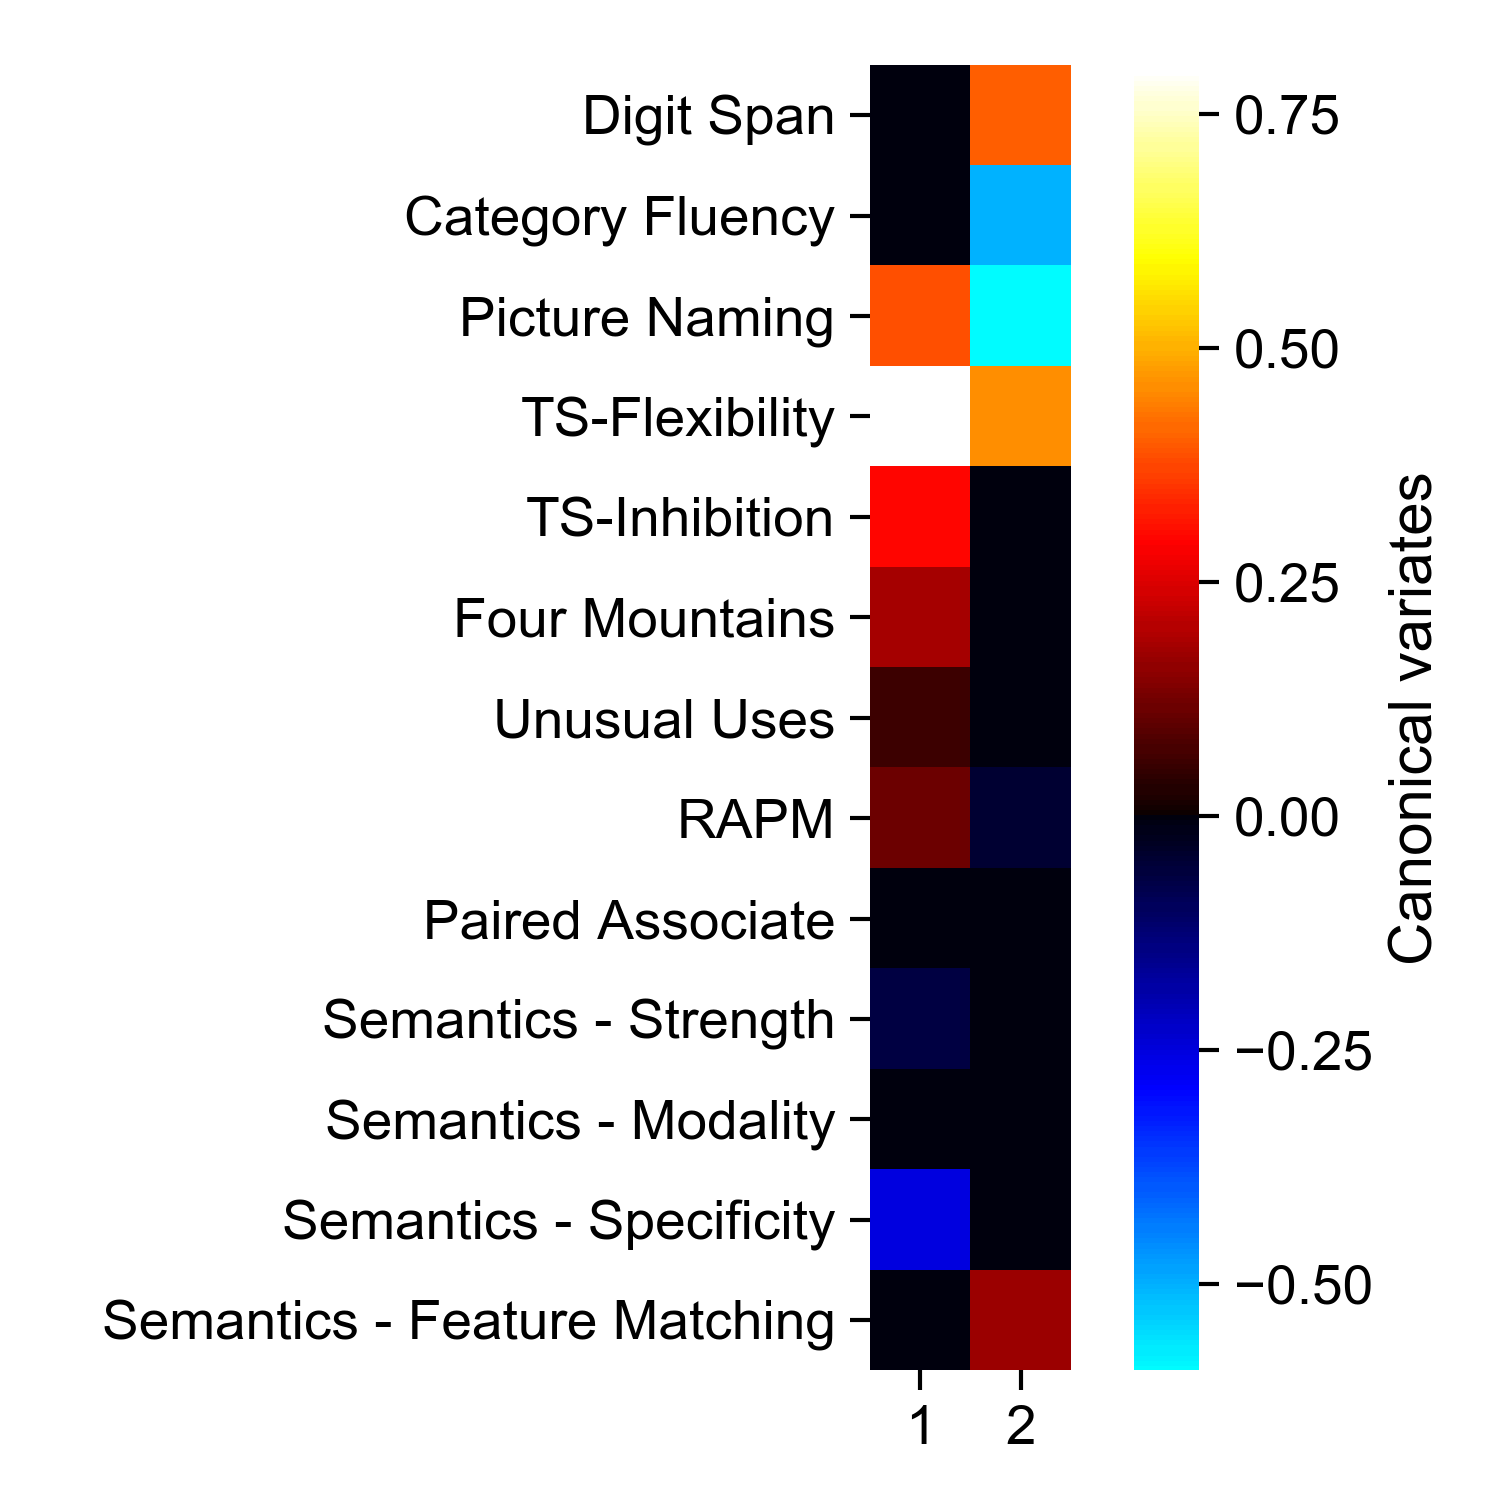 Digit Span
Category Fluency
Picture Naming
TS-Flexibility
TS-Inhibition
Four Mountains
Unusual Uses
RAPM
Paired Associate
Semantics - Strength
Semantics - Modality
Semantics - Specificity
Semantics - Feature Matching
1 2
0.75
0.50
0.25
0.00
−0.25
−0.50
Canonical variates